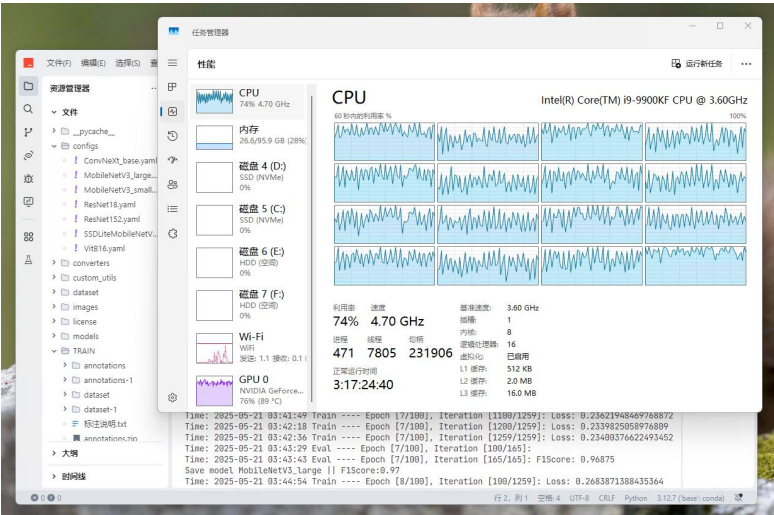 任务管理器
文件(F) 编辑(E) 选择(S) 查
性能
运行新任务
资源管理器
文件
__pycache__
configs
ConvNeXt_base.yaml
MobileNetV3_large...
MobileNetV3_small...
ResNet18.yaml
ResNet152.yaml
SSDLiteMobileNetV...
VitB16.yaml
converters
custom_utils
dataset
images
license
models
TRAIN
annotations
annotations-1
dataset
dataset-1
标注说明.txt
annotations.zip
大纲
时间线
CPU
74% 4.70 GHz
内存
26.6/95.9 GB (28%)
磁盘 4 (D:)
SSD (NVMe)
0%
磁盘 5 (C:)
SSD (NVMe)
0%
磁盘 6 (E:)
HDD (空间)
0%
磁盘 7 (F:)
HDD (空间)
0%
Wi-Fi
WiFi
发送: 1.1 接收: 0.1
GPU 0
NVIDIA GeForce...
76% (89 °C)
CPU
Intel(R) Core(TM) i9-9900KF CPU @ 3.60GHz
60 秒内的利用率 %
100%
利用率 速度
74% 4.70 GHz
进程 线程 句柄
471 7805 231906
正常运行时间
3:17:24:40
基准速度: 3.60 GHz
插槽: 1
内核: 8
逻辑处理器: 16
虚拟化: 已启用
L1 缓存: 512 KB
L2 缓存: 2.0 MB
L3 缓存: 16.0 MB
Time: 2025-05-21 03:41:49 Train ---- Epoch [7/100], Iteration [1100/1259]: Loss: 0.23621948469768872
Time: 2025-05-21 03:42:18 Train ---- Epoch [7/100], Iteration [1200/1259]: Loss: 0.2339825058976809
Time: 2025-05-21 03:42:36 Train ---- Epoch [7/100], Iteration [1259/1259]: Loss: 0.23400376622493452
Time: 2025-05-21 03:43:29 Eval ---- Epoch [7/100], Iteration [100/165]:
Time: 2025-05-21 03:43:43 Eval ---- Epoch [7/100], Iteration [165/165]: F1Score: 0.96875
Save model MobileNetV3_large || F1Score:0.97
Time: 2025-05-21 03:44:54 Train ---- Epoch [8/100], Iteration [100/1259]: Loss: 0.2683871388435364
0 0 行 2, 列 1 空格: 4 UTF-8 CRLF Python 3.12.7 ('base': conda)